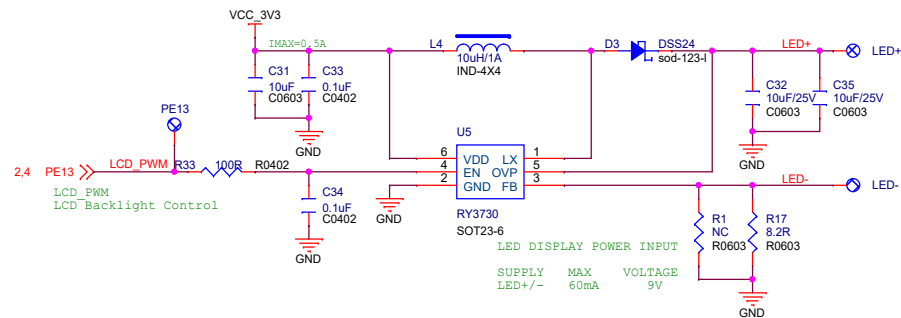 VCC_3V3
IMAX=0.5A
L4
10uH/1A
IND-4X4
D3
DSS24
sod-123-l
LED+
LED+
C31
10uF
C0603
C33
0.1uF
C0402
C32
10uF/25V
C0603
C35
10uF/25V
C0603
GND
GND
PE13
U5
6 VDD LX 1
4 EN OVP 5
2 GND FB 3
RY3730
SOT23-6
2,4 PE13
LCD_PWM
R33 100R R0402
LCD_PWM
LCD Backlight Control
C34
0.1uF
C0402
GND
GND
LED-
LED-
R1
NC
R0603
R17
8.2R
R0603
GND
LED DISPLAY POWER INPUT
SUPPLY MAX VOLTAGE
LED+/- 60mA 9V